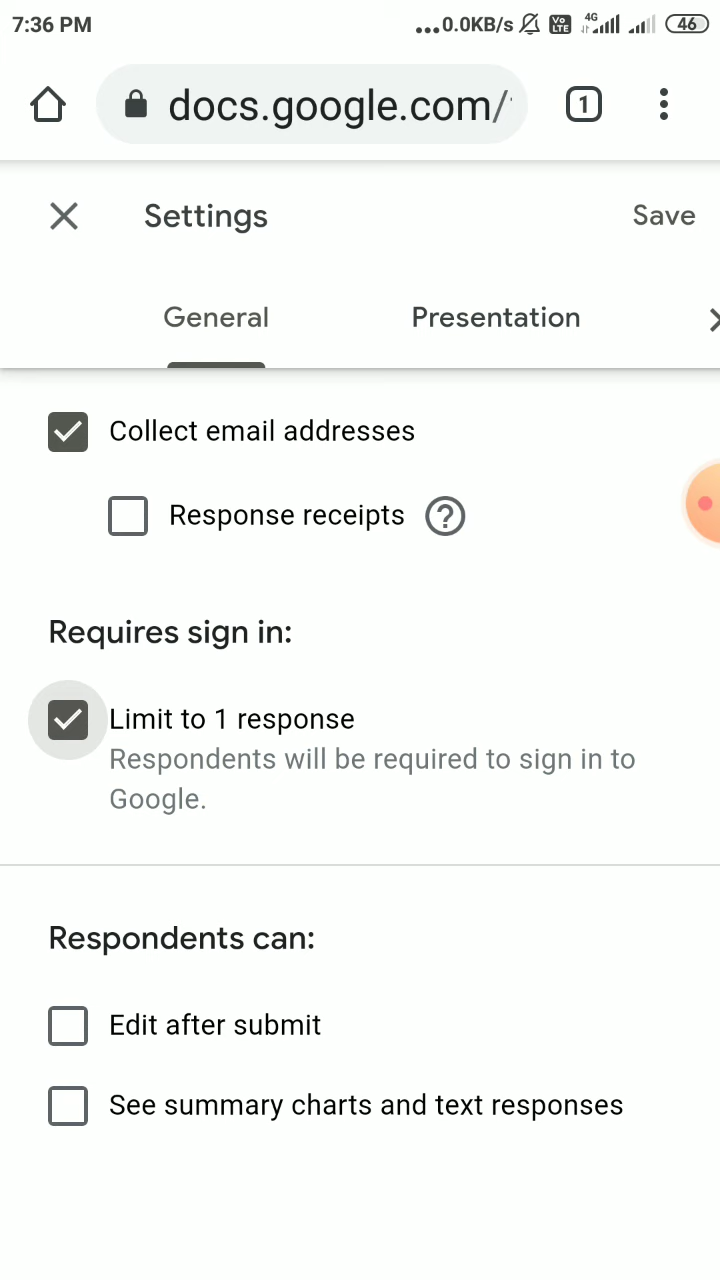 7:36 PM ...0.0KB/s Vo LTE 4G 46
docs.google.com/ 1
Settings Save
General Presentation
Collect email addresses
Response receipts ?
Requires sign in:
Limit to 1 response
Respondents will be required to sign in to
Google.
Respondents can:
Edit after submit
See summary charts and text responses